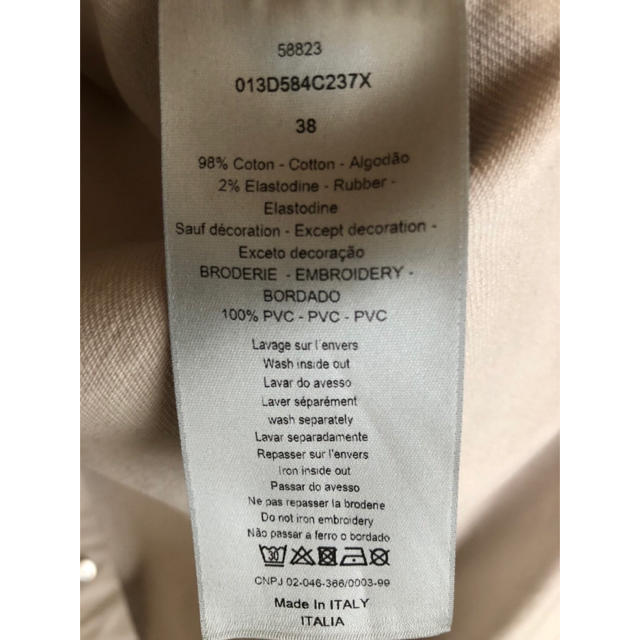 58823
013D584C237X
38
98% Coton - Cotton - Algodão
2% Elastodine - Rubber -
Elastodine
Sauf décoration - Except decoration -
Exceto decoração
BRODERIE - EMBROIDERY -
BORDADO
100% PVC - PVC - PVC
Lavage sur l'envers
Wash inside out
Lavar do avesso
Laver séparément
wash separately
Lavar separadamente
Repasser sur l'envers
Iron inside out
Passar do avesso
Ne pas repasser la broderie
Do not iron embroidery
Não passar a ferro o bordado
30
CNPJ 02-046-366/0003-99
Made In ITALY
ITALIA